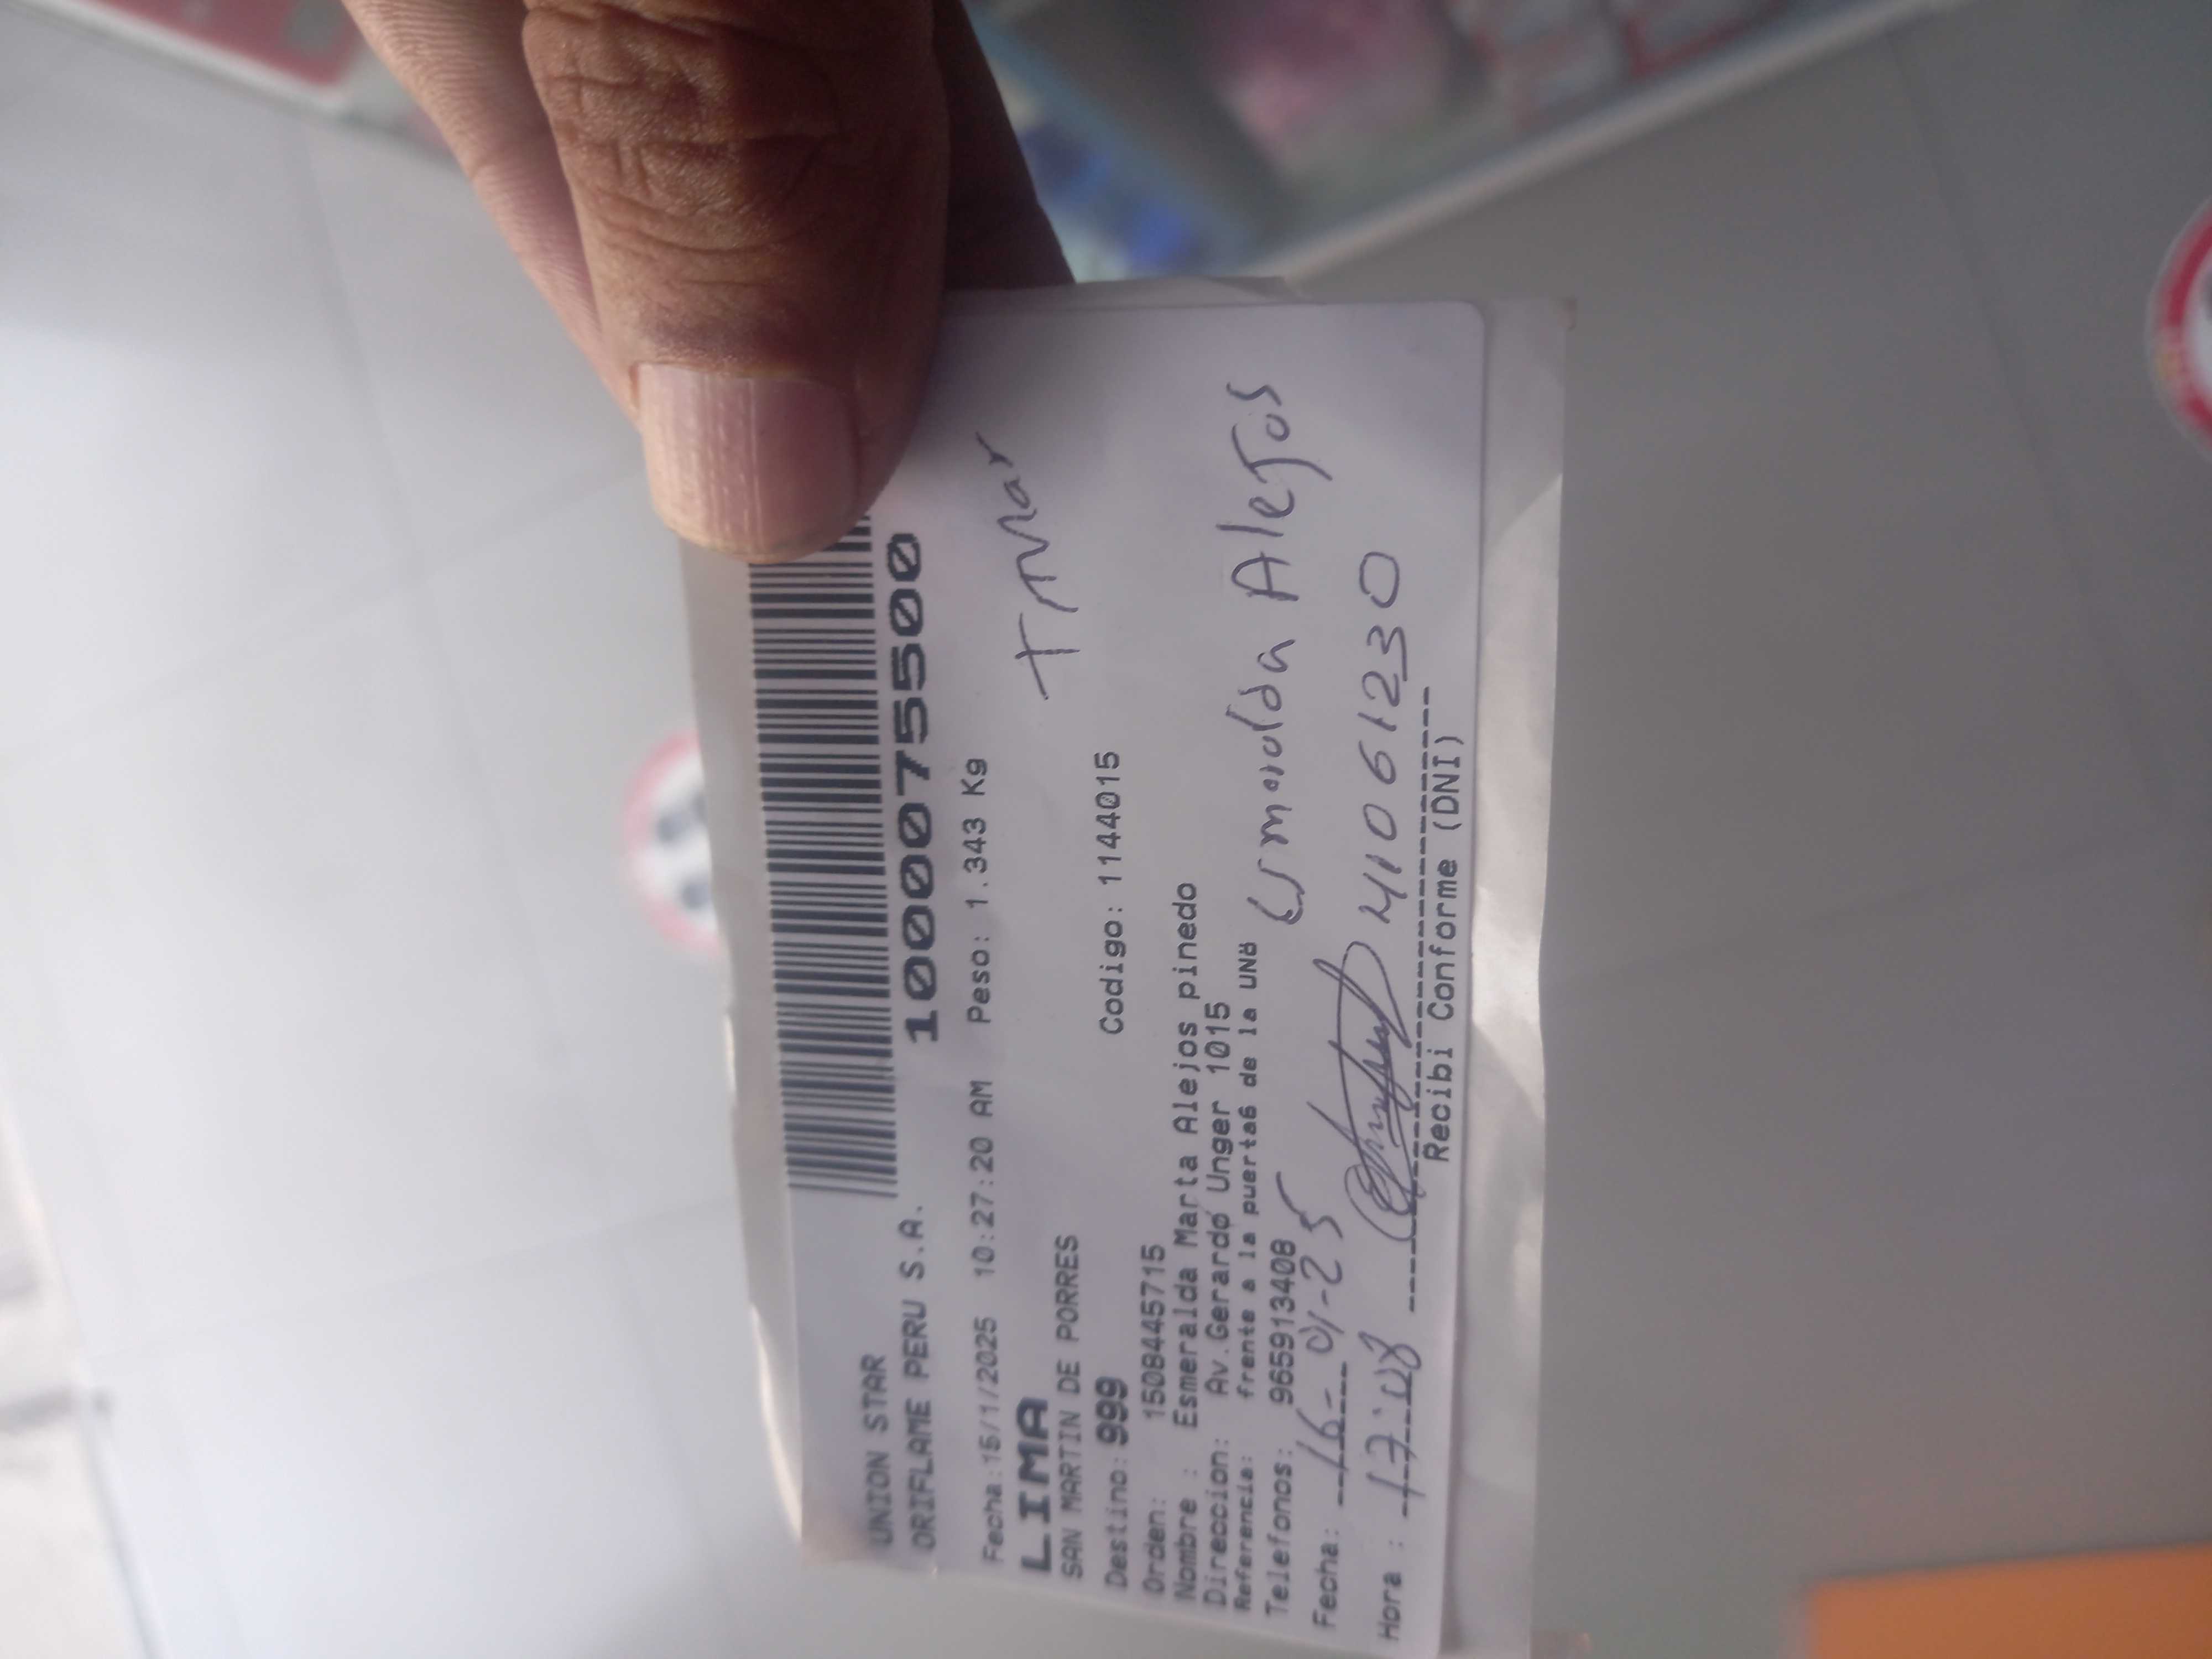 1000075500
UNION STAR
ORIFLAME PERU S.A.
Fecha:15/1/2025 10:27:20 AM Peso: 1.343 Kg
LIMA
SAN MARTIN DE PORRES
Destino: 999 Codigo: 1144015
Orden: 1508445715
Nombre : Esmeralda Marta Alejos pinedo
Direccion: Av.Gerardo Unger 1015
Referencia: frente a la puerta6 de la UNU
Telefonos: 965913408
Alejos
Fecha: 16-01-25
41061230
Hora : 17:08
Recibi Conforme (DNI)